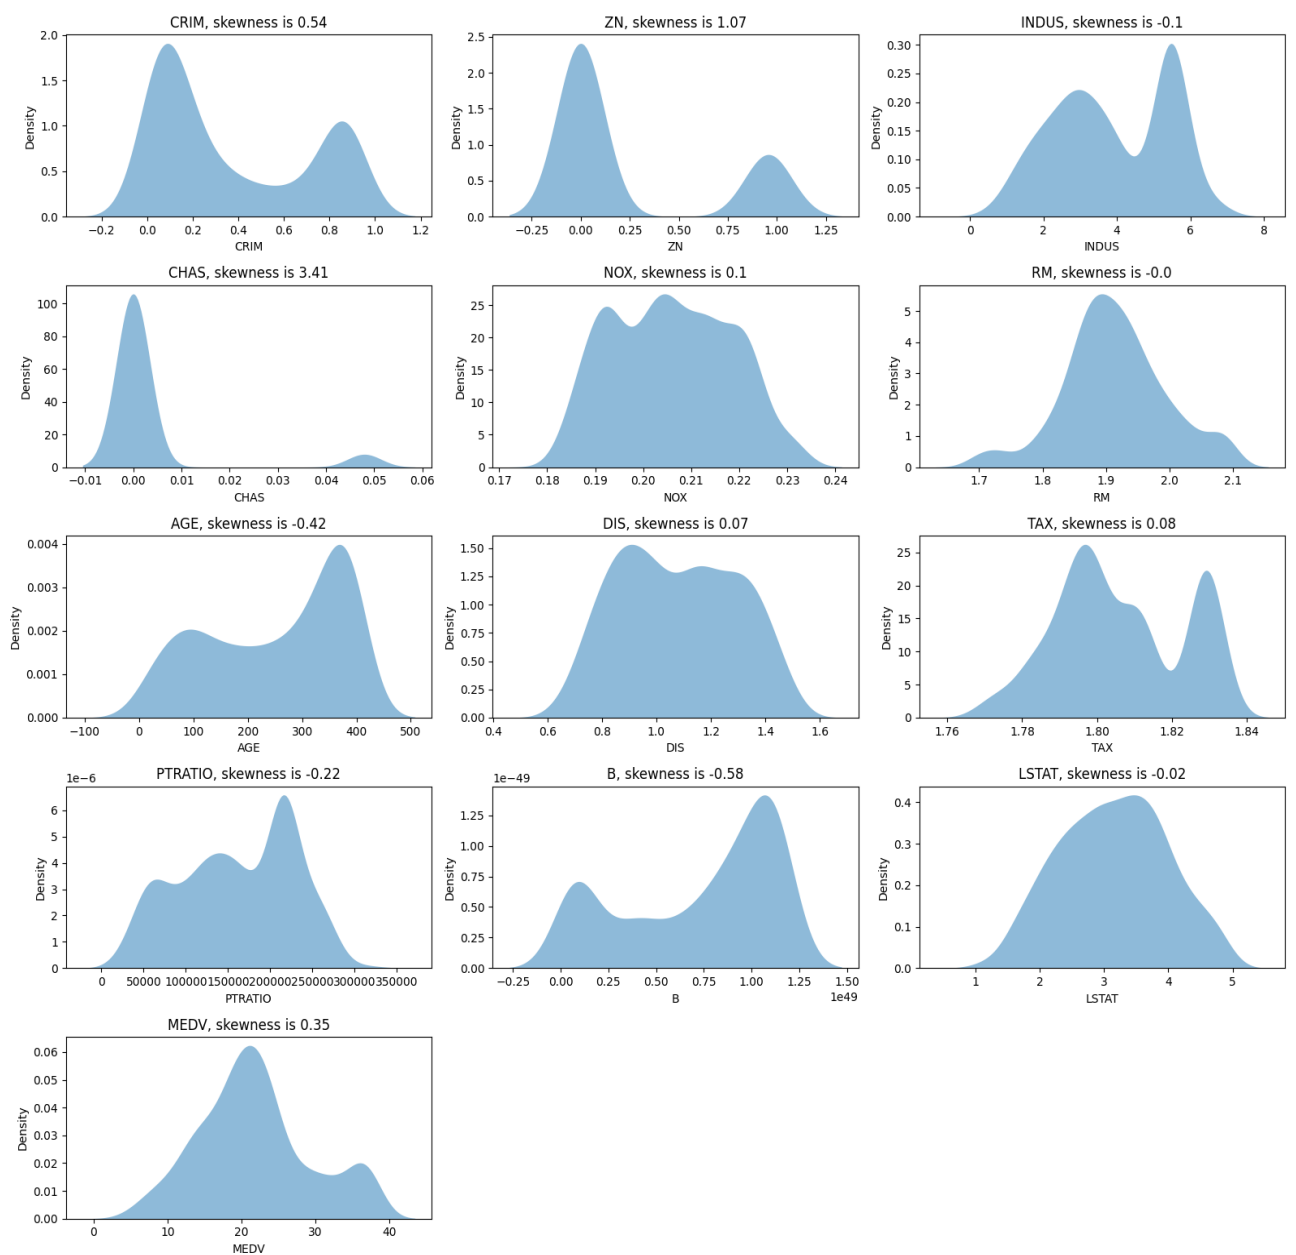 CRIM, skewness is 0.54
Density
2.0
1.5
1.0
0.5
0.0
−0.2 0.0 0.2 0.4 0.6 0.8 1.0 1.2
CRIM
ZN, skewness is 1.07
Density
2.5
2.0
1.5
1.0
0.5
0.0
−0.25 0.00 0.25 0.50 0.75 1.00 1.25
ZN
INDUS, skewness is -0.1
Density
0.30
0.25
0.20
0.15
0.10
0.05
0.00
0 2 4 6 8
INDUS
CHAS, skewness is 3.41
Density
100
80
60
40
20
0
−0.01 0.00 0.01 0.02 0.03 0.04 0.05 0.06
CHAS
NOX, skewness is 0.1
Density
25
20
15
10
5
0
0.17 0.18 0.19 0.20 0.21 0.22 0.23 0.24
NOX
RM, skewness is -0.0
Density
5
4
3
2
1
0
1.7 1.8 1.9 2.0 2.1
RM
AGE, skewness is -0.42
Density
0.004
0.003
0.002
0.001
0.000
−100 0 100 200 300 400 500
AGE
DIS, skewness is 0.07
Density
1.50
1.25
1.00
0.75
0.50
0.25
0.00
0.4 0.6 0.8 1.0 1.2 1.4 1.6
DIS
TAX, skewness is 0.08
Density
25
20
15
10
5
0
1.76 1.78 1.80 1.82 1.84
TAX
PTRATIO, skewness is -0.22
1e−6
Density
6
5
4
3
2
1
0
0 50000 100000 150000 200000 250000 300000 350000
PTRATIO
B, skewness is -0.58
1e−49
Density
1.25
1.00
0.75
0.50
0.25
0.00
−0.25 0.00 0.25 0.50 0.75 1.00 1.25 1.50
B
1e49
LSTAT, skewness is -0.02
Density
0.4
0.3
0.2
0.1
0.0
1 2 3 4 5
LSTAT
MEDV, skewness is 0.35
Density
0.06
0.05
0.04
0.03
0.02
0.01
0.00
0 10 20 30 40
MEDV